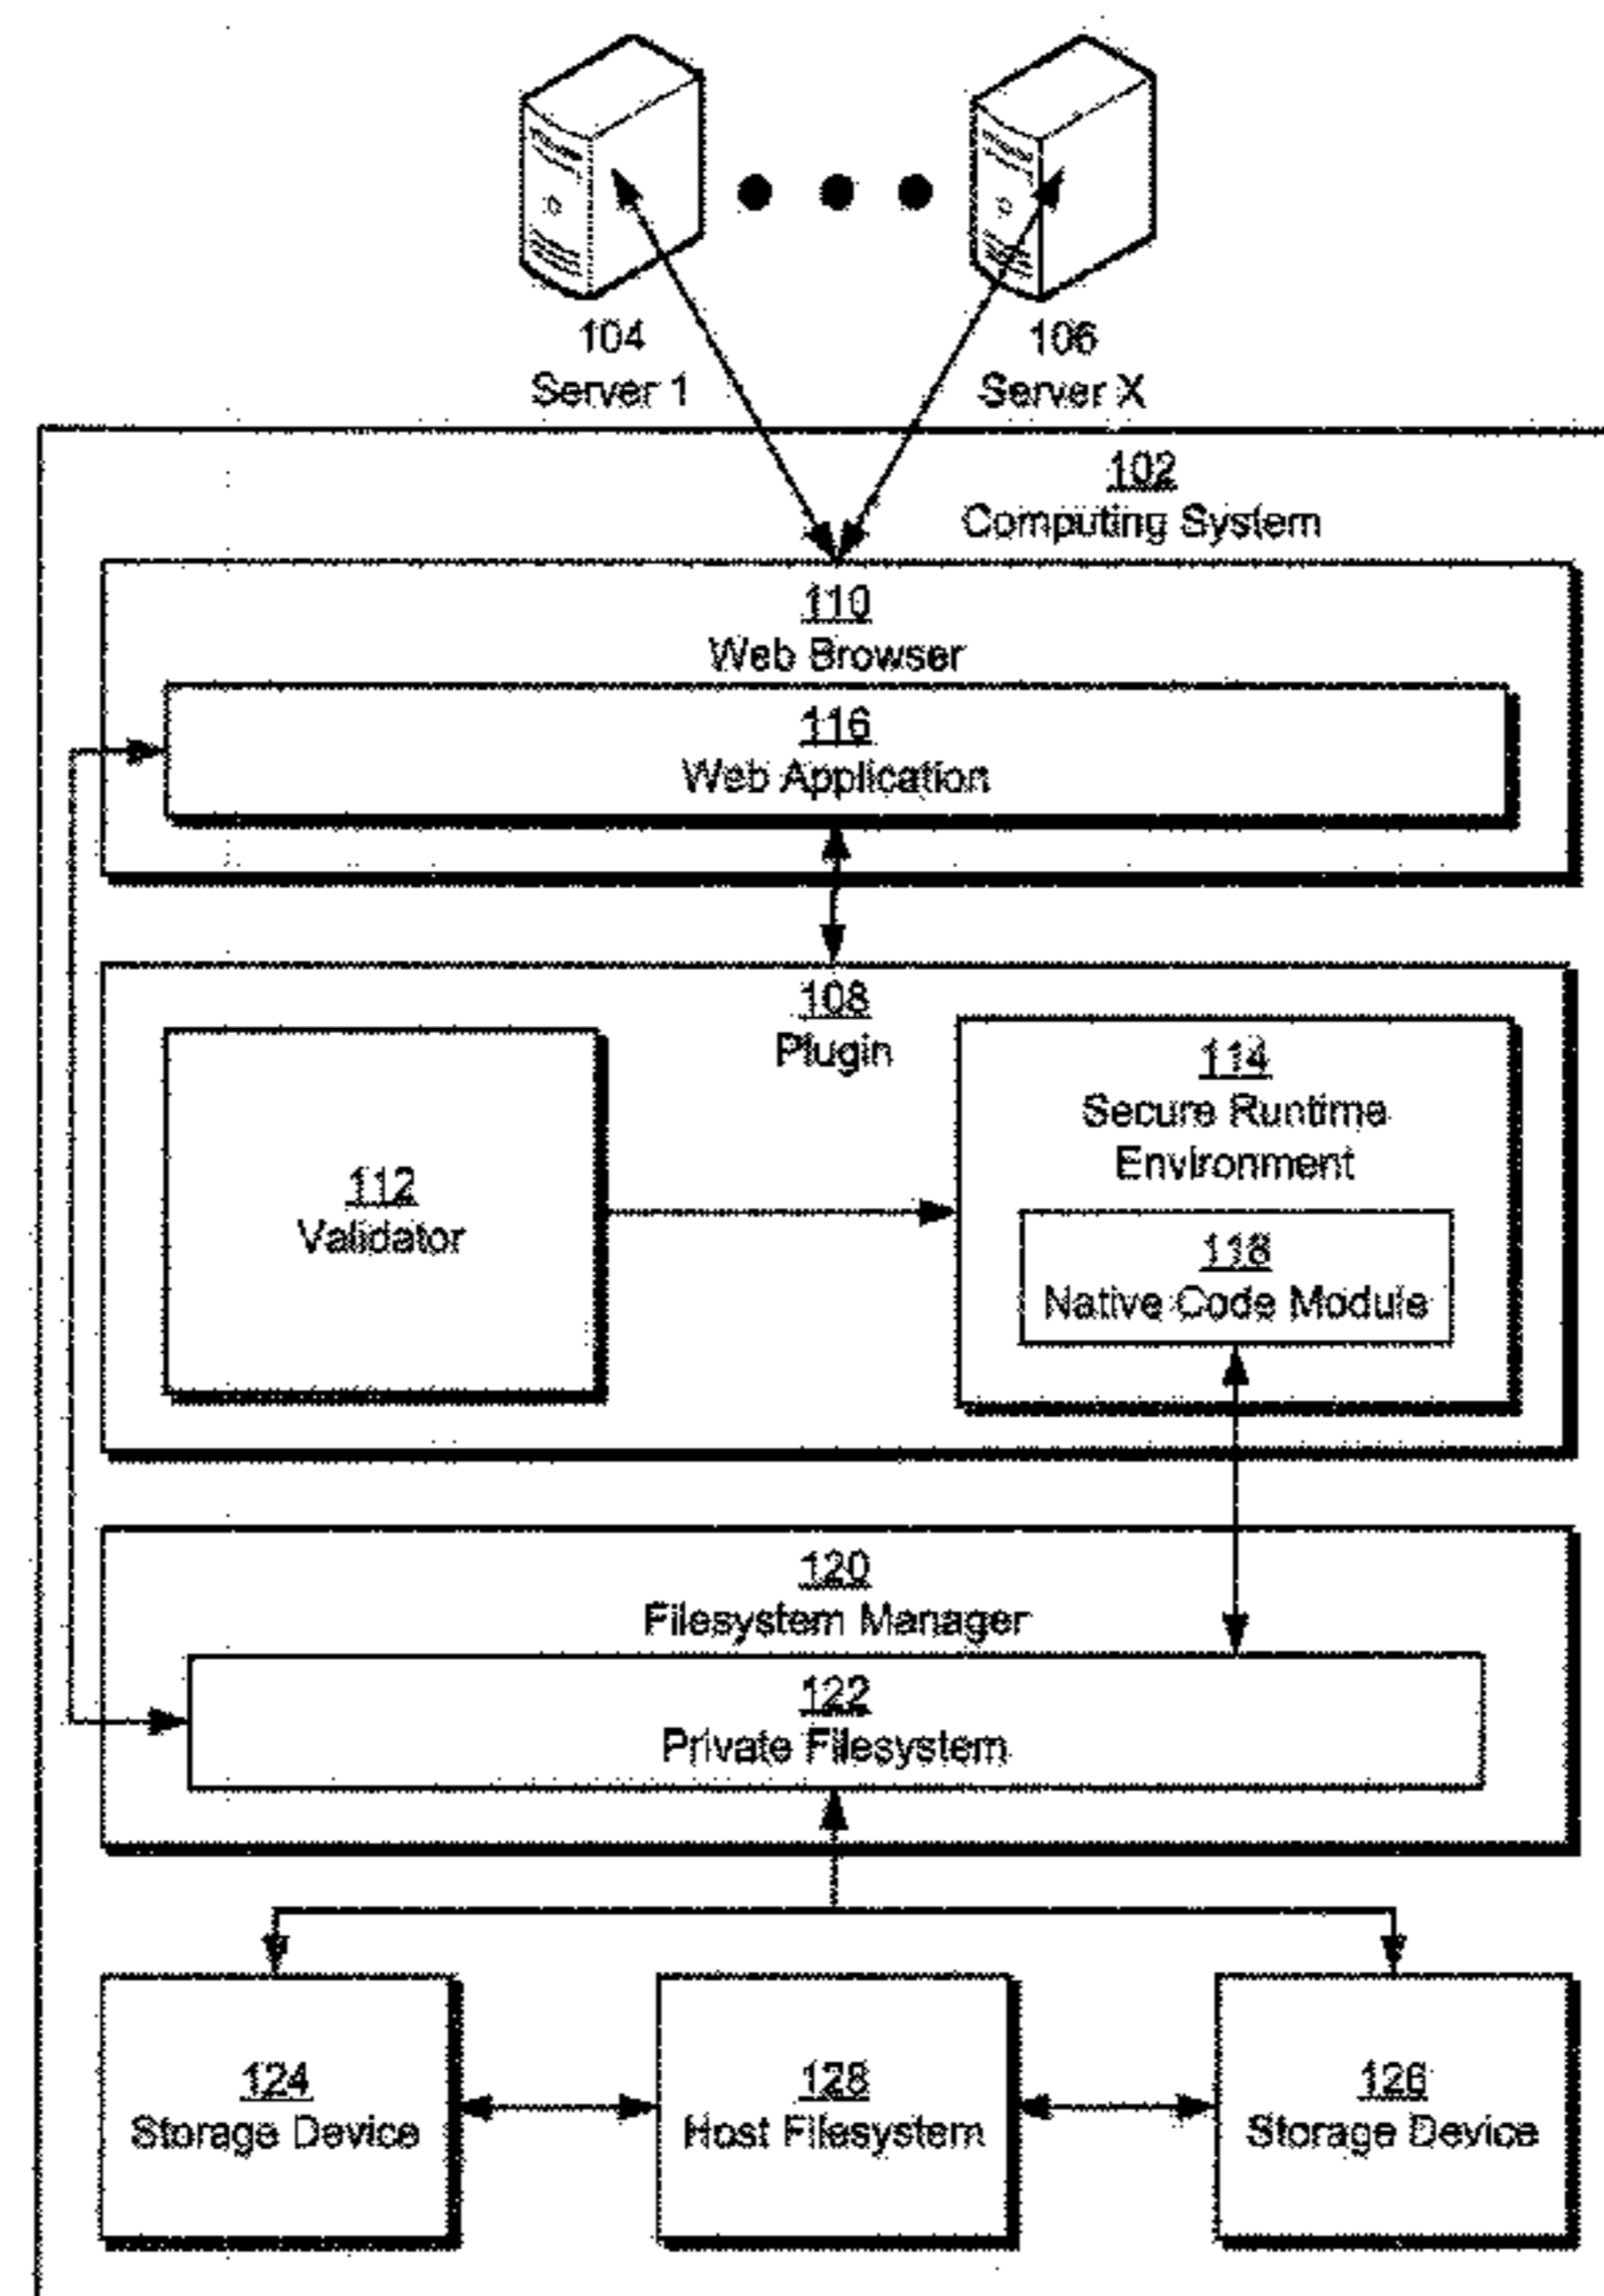 104
Server 1
106
Server X
102
Computing System
110
Web Browser
116
Web Application
108
Plugin
112
Validator
114
Secure Runtime
Environment
118
Native Code Module
120
Filesystem Manager
122
Private Filesystem
124
Storage Device
128
Host Filesystem
126
Storage Device